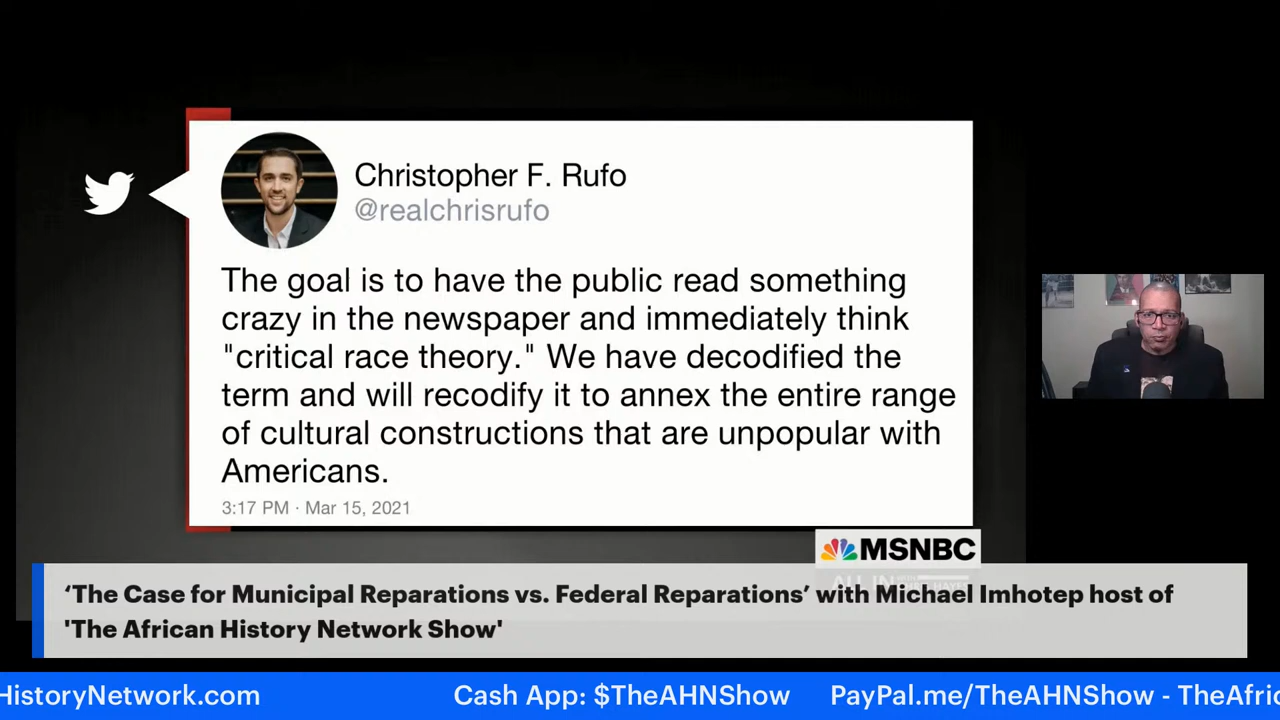 Christopher F. Rufo
@realchrisrufo
The goal is to have the public read something
crazy in the newspaper and immediately think
"critical race theory." We have decodified the
term and will recodify it to annex the entire range
of cultural constructions that are unpopular with
Americans.
3:17 PM · Mar 15, 2021
MSNBC
‘The Case for Municipal Reparations vs. Federal Reparations’ with Michael Imhotep host of
'The African History Network Show'
HistoryNetwork.com Cash App: $TheAHNShow PayPal.me/TheAHNShow - TheAfric